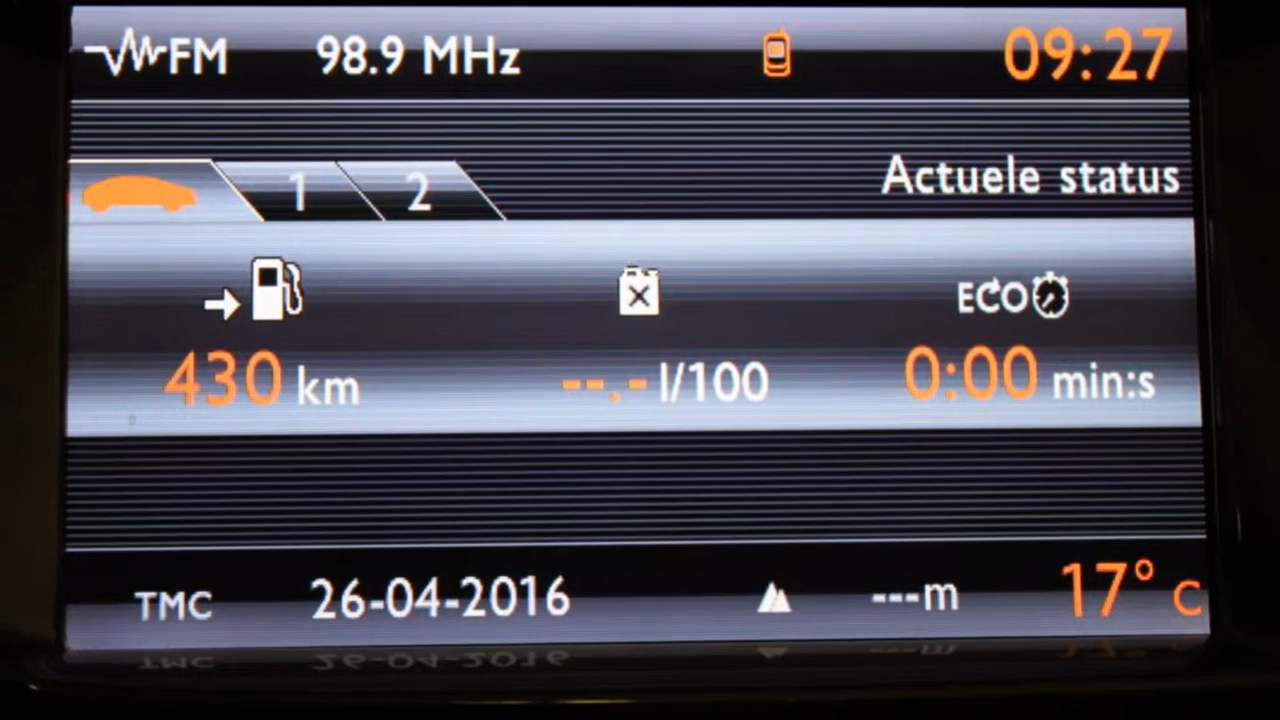 FM 98.9 MHz 09:27
Actuele status
1 2
ECO
430 km --.- l/100 0:00 min:s
TMC 26-04-2016 ---m 17° C